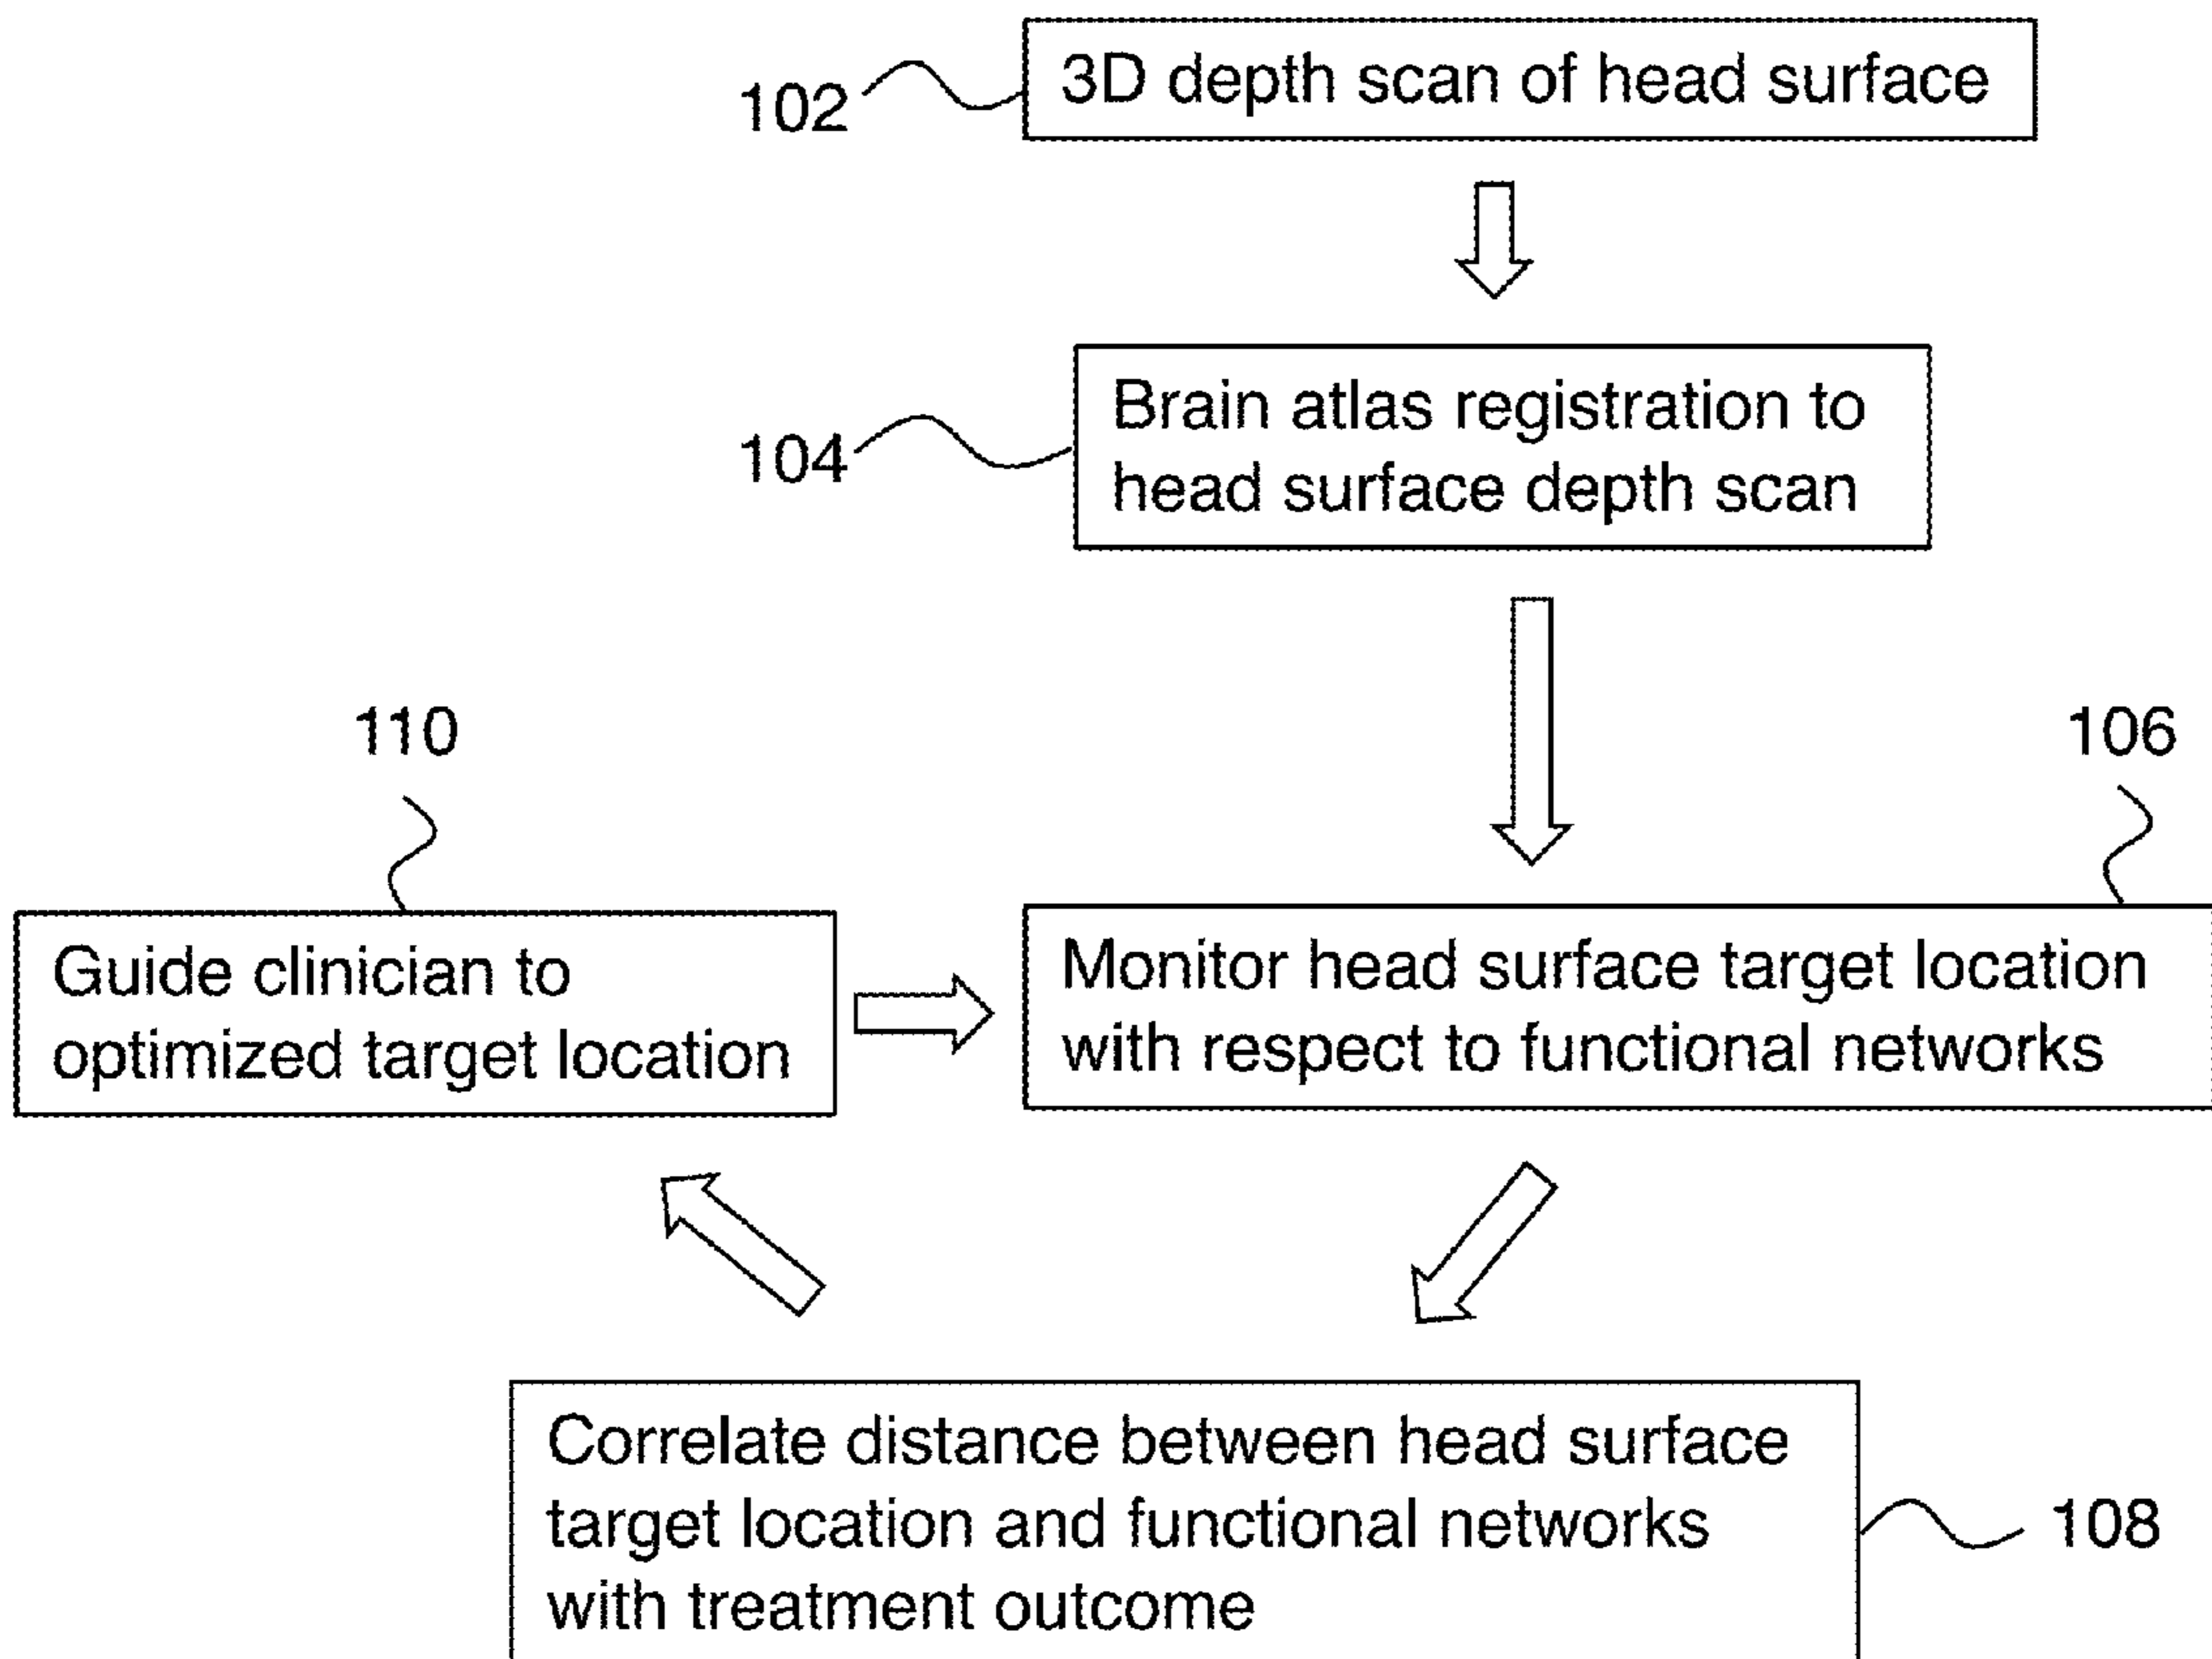 102
3D depth scan of head surface
104
Brain atlas registration to
head surface depth scan
110
106
Guide clinician to
optimized target location
Monitor head surface target location
with respect to functional networks
Correlate distance between head surface
target location and functional networks
with treatment outcome
108